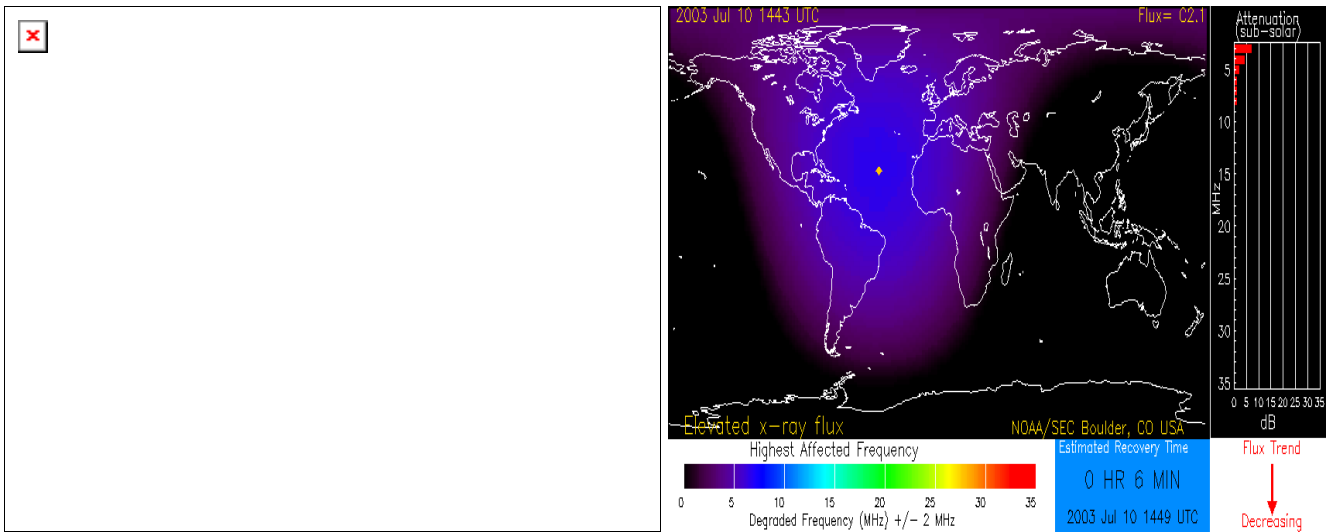 2003 Jul 10 1443 UTC
Flux= C2.1
Elevated x-ray flux
NOAA/SEC Boulder, CO USA
Attenuation
(sub-solar)
5
10
15
20
25
30
35
MHz
0 5 10 15 20 25 30 35
dB
Highest Affected Frequency
0 5 10 15 20 25 30 35
Degraded Frequency (MHz) +/- 2 MHz
Estimated Recovery Time
0 HR 6 MIN
2003 Jul 10 1449 UTC
Flux Trend
Decreasing